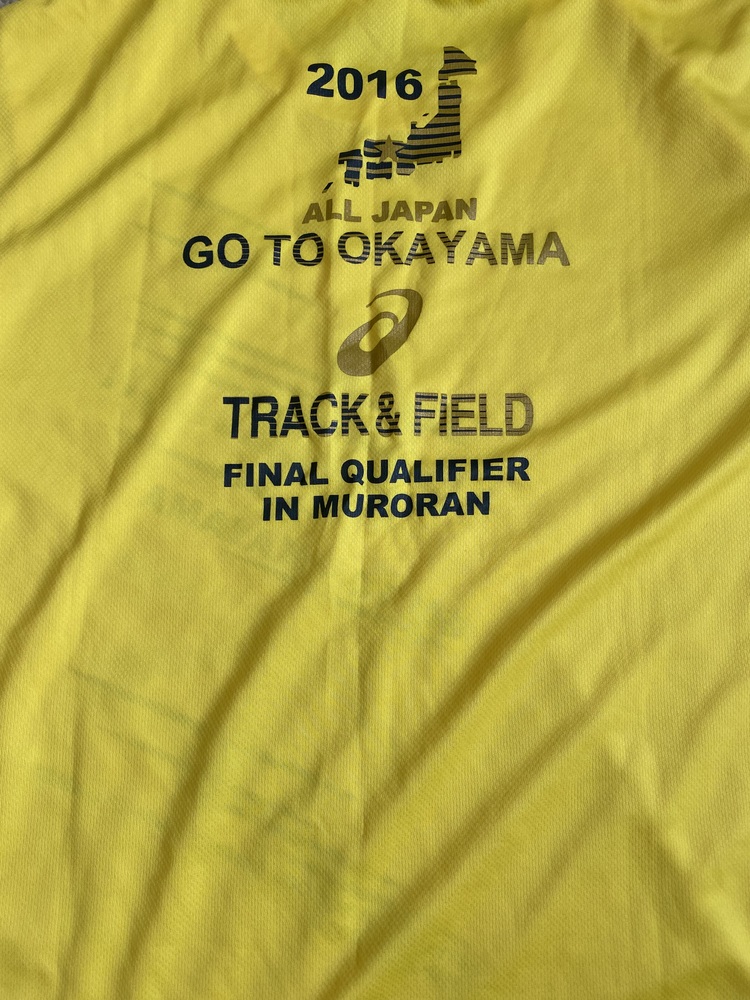 2016
ALL JAPAN
GO TO OKAYAMA
TRACK & FIELD
FINAL QUALIFIER
IN MURORAN